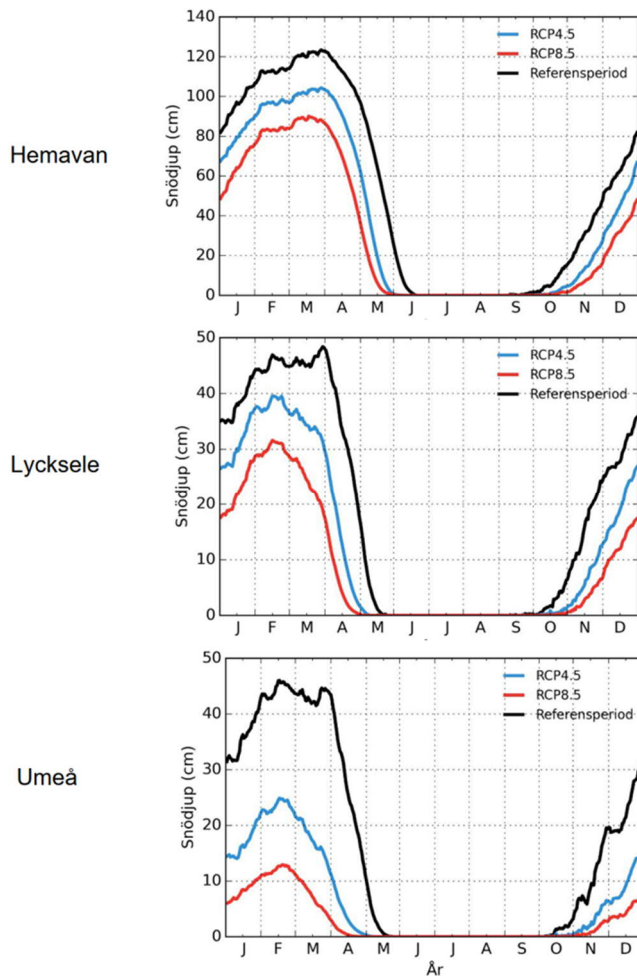 Hemavan
Snödjup (cm)
140
120
100
80
60
40
20
0
RCP4.5
RCP8.5
Referensperiod
J F M A M J J A S O N D
Lycksele
Snödjup (cm)
50
40
30
20
10
0
RCP4.5
RCP8.5
Referensperiod
J F M A M J J A S O N D
Umeå
Snödjup (cm)
50
40
30
20
10
0
RCP4.5
RCP8.5
Referensperiod
J F M A M J J A S O N D
År